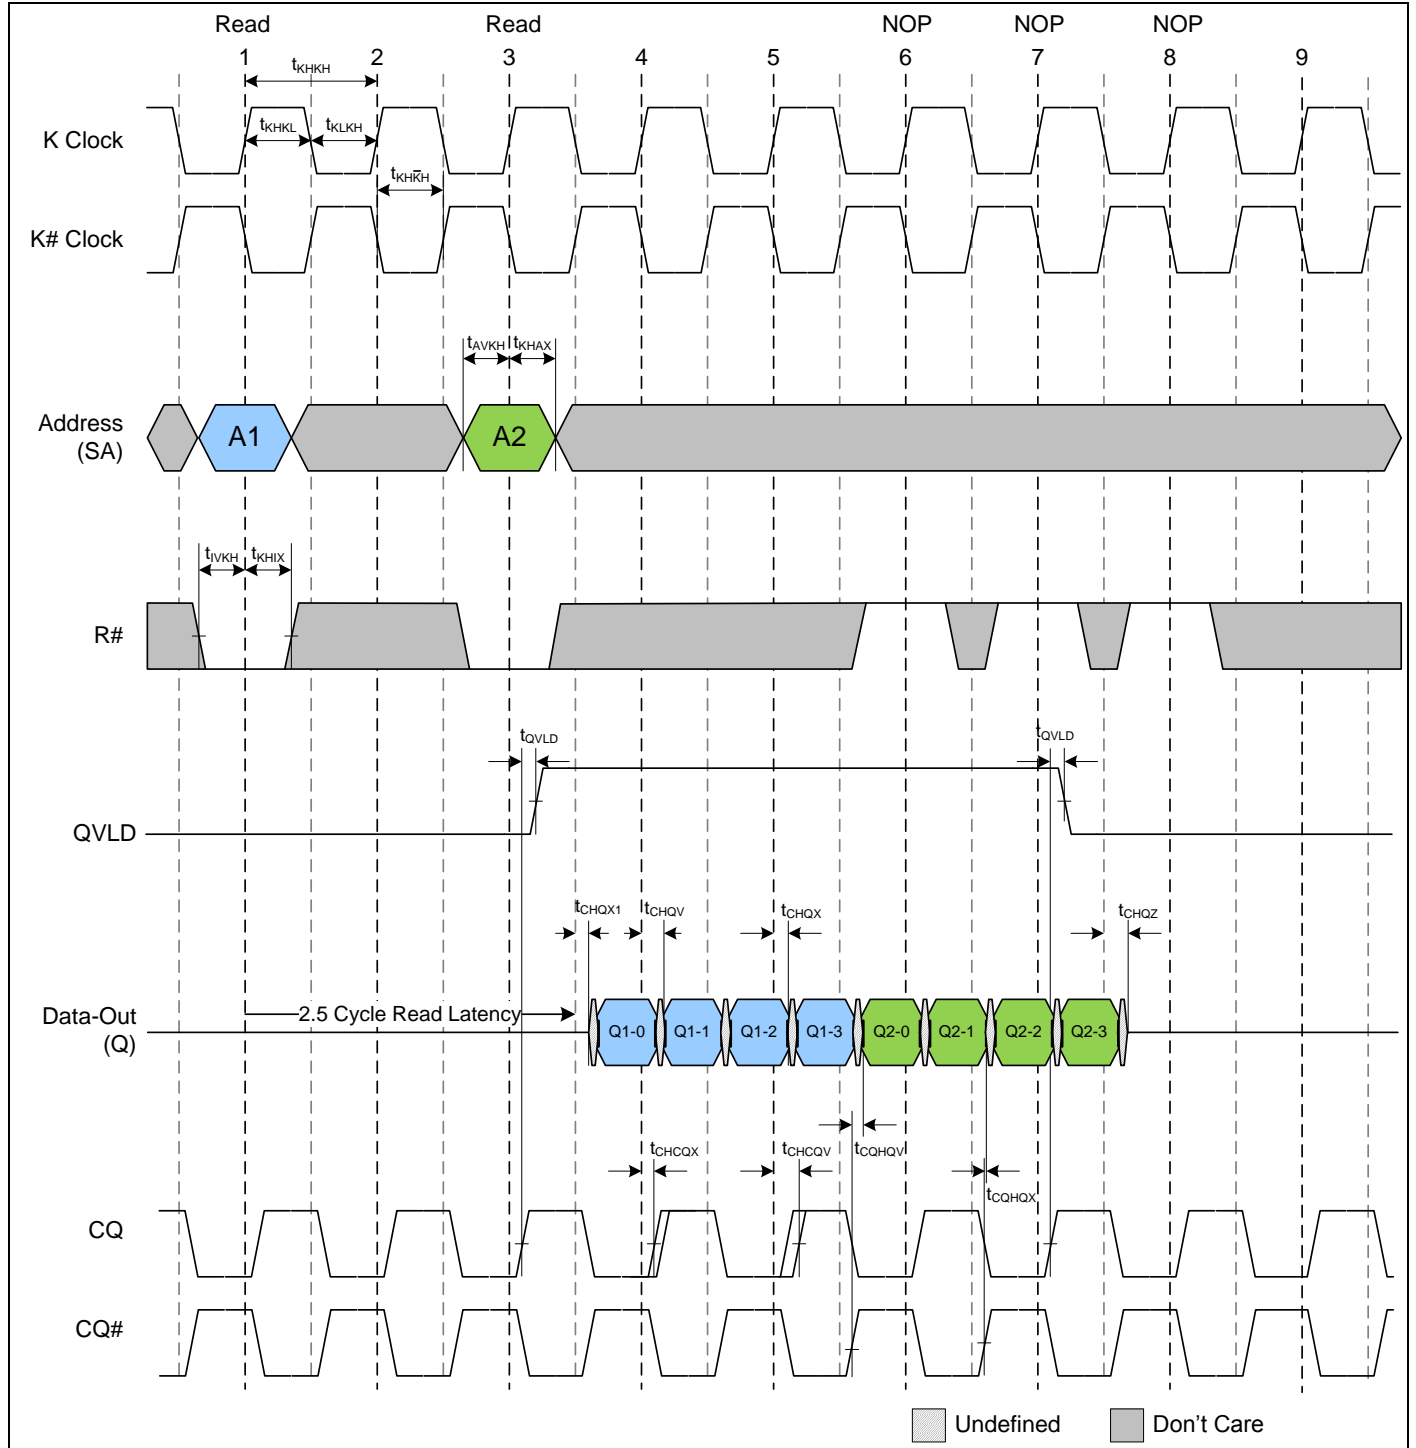 Read Read NOP NOP NOP
1 2 3 4 5 6 7 8 9
tKHKH
K Clock
tKHKL tKLKH
tKHK̅H
K# Clock
tAVKH tKHAX
Address
(SA)
A1 A2
tIVKH tKHIX
R#
tQVLD tQVLD
QVLD
tCHQX1 tCHQV tCHQX tCHQZ
Data-Out
(Q)
2.5 Cycle Read Latency
Q1-0 Q1-1 Q1-2 Q1-3 Q2-0 Q2-1 Q2-2 Q2-3
tCHCQX tCHCQV tCQHQV
tCQHQX
CQ
CQ#
Undefined Don't Care